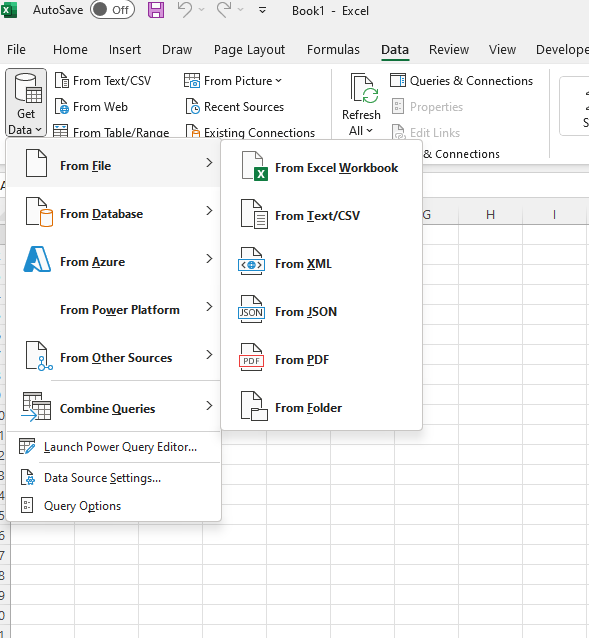 AutoSave Off Book1 - Excel
File Home Insert Draw Page Layout Formulas Data Review View Develope
Get Data
From Text/CSV
From Web
From Table/Range
From Picture
Recent Sources
Existing Connections
Refresh All
Queries & Connections
Properties
Edit Links
& Connections
From File
From Database
From Azure
From Power Platform
From Other Sources
Combine Queries
Launch Power Query Editor...
Data Source Settings...
Query Options
From Excel Workbook
From Text/CSV
From XML
From JSON
JSON
From PDF
PDF
From Folder
G H I